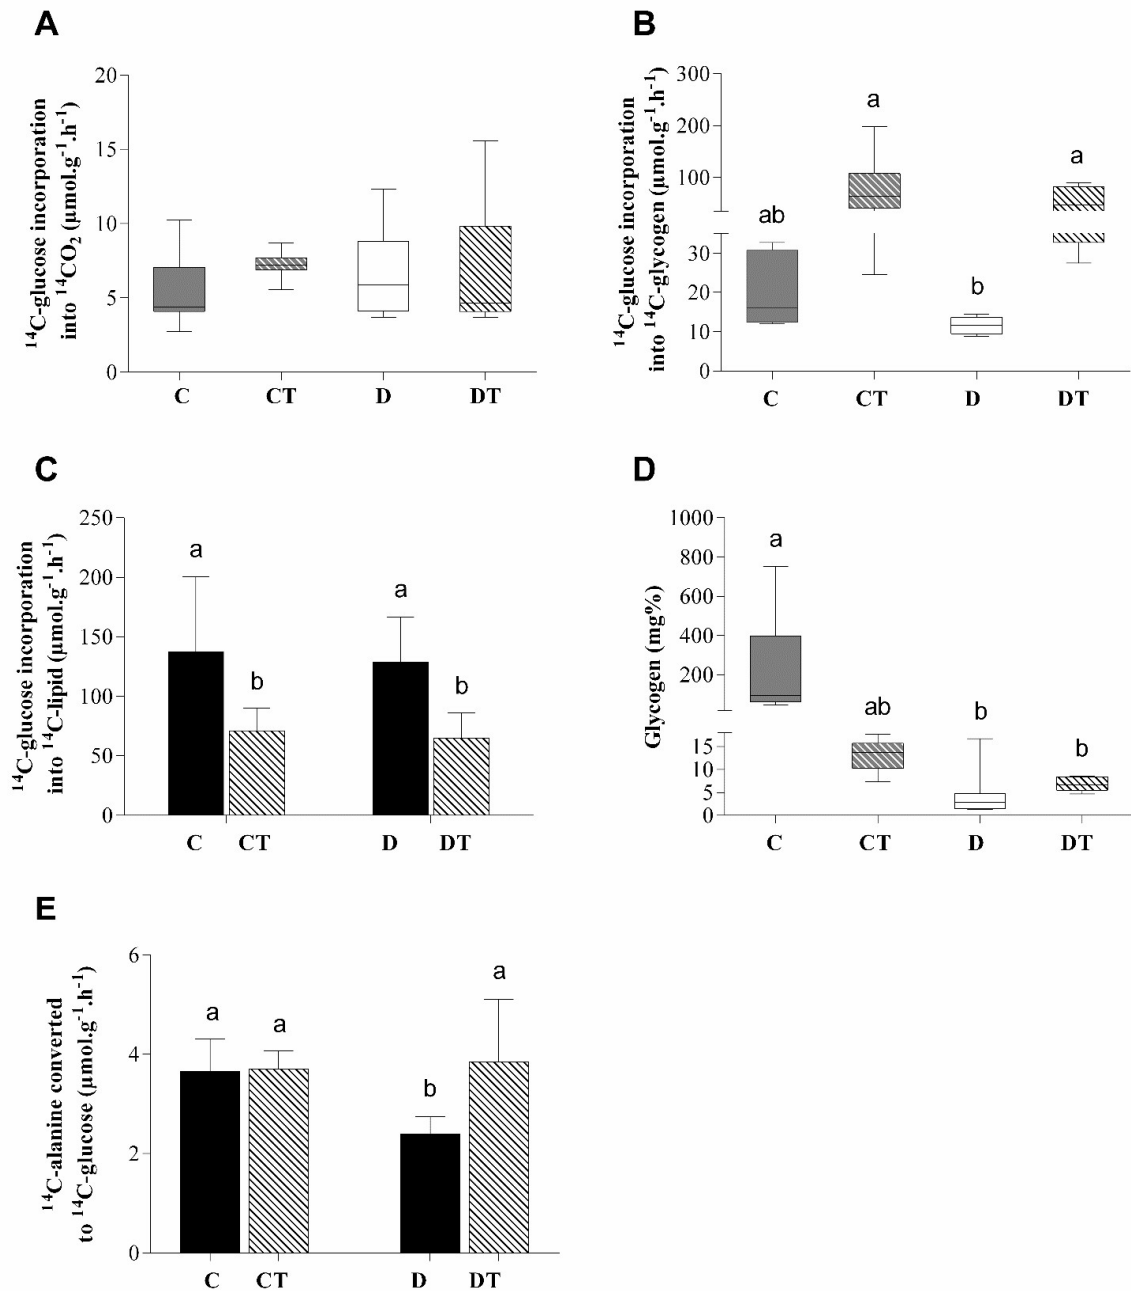 A
¹⁴C-glucose incorporation
into ¹⁴CO₂ (µmol.g⁻¹.h⁻¹)
20
15
10
5
0
C CT D DT
B
¹⁴C-glucose incorporation
into ¹⁴C-glycogen (µmol.g⁻¹.h⁻¹)
300
200
100
30
20
10
0
ab
a
b
a
C CT D DT
C
¹⁴C-glucose incorporation
into ¹⁴C-lipid (µmol.g⁻¹.h⁻¹)
250
200
150
100
50
0
a
b
a
b
C CT D DT
D
Glycogen (mg%)
1000
800
600
400
200
15
10
5
0
a
ab
b
b
C CT D DT
E
¹⁴C-alanine converted
to ¹⁴C-glucose (µmol.g⁻¹.h⁻¹)
6
4
2
0
a
a
b
a
C CT D DT